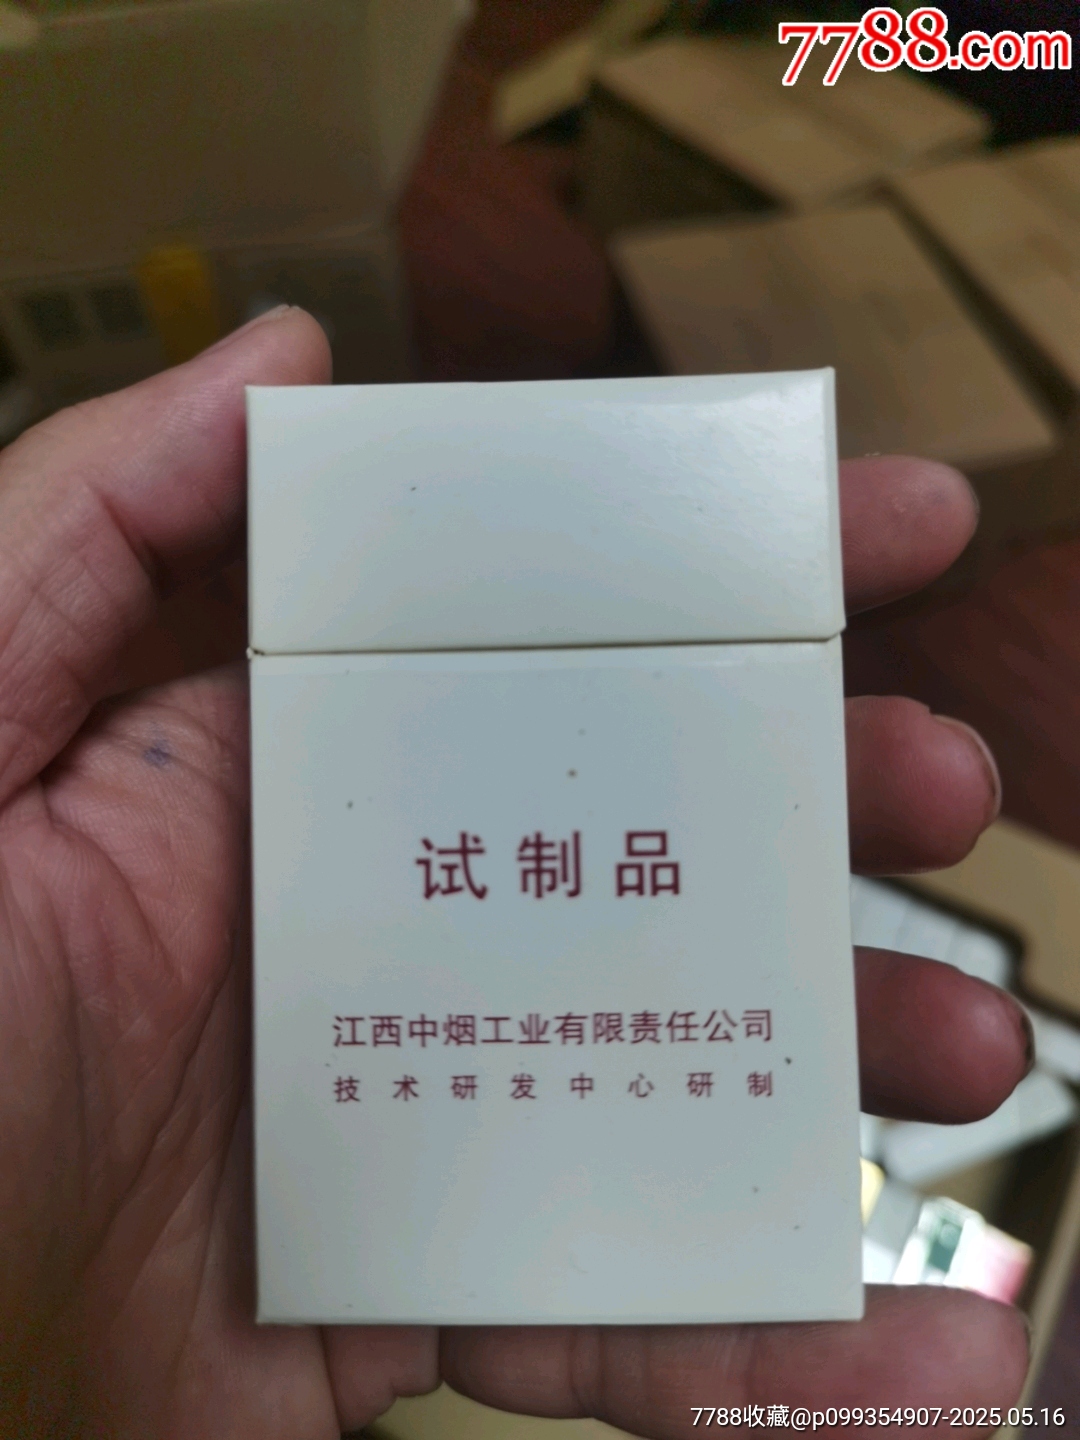 7788.com
试制品
江西中烟工业有限责任公司
技术研发中心研制
7788收藏@p099354907-2025.05.16